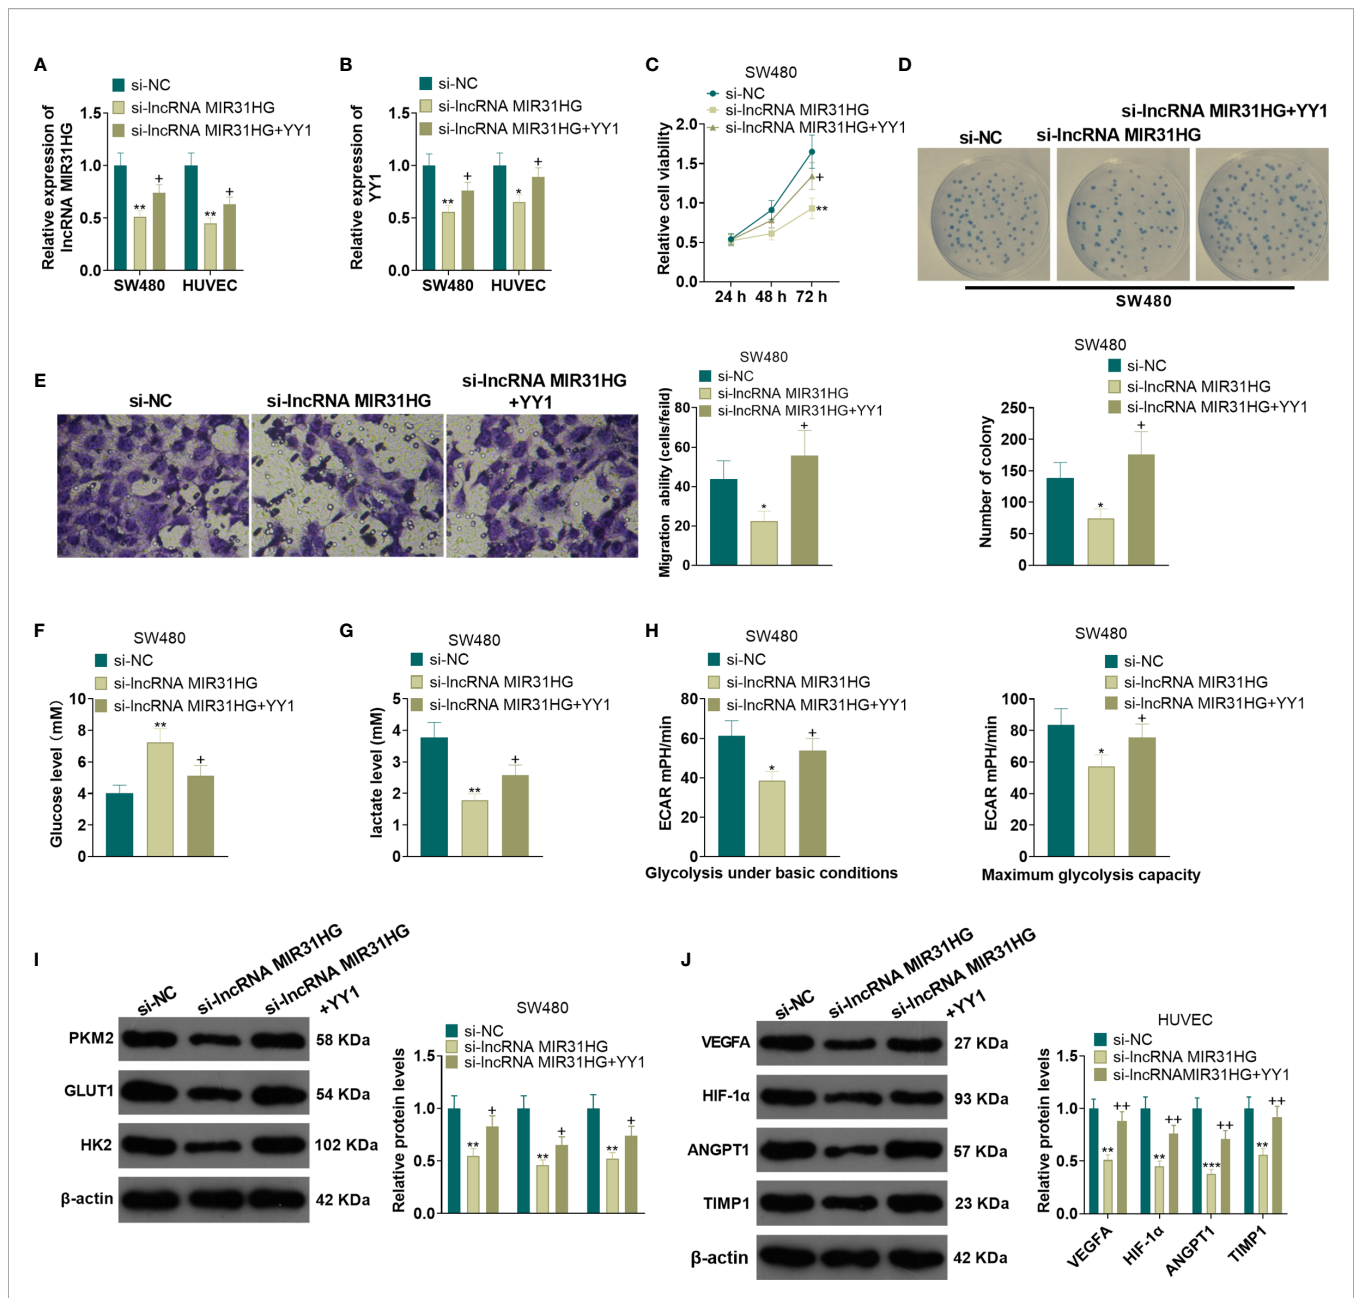 A
si-NC
si-lncRNA MIR31HG
si-lncRNA MIR31HG+YY1
Relative expression of
lncRNA MIR31HG
1.5
1.0
0.5
0.0
**
+
**
+
SW480
HUVEC
B
si-NC
si-lncRNA MIR31HG
si-lncRNA MIR31HG+YY1
Relative expression of
YY1
1.5
1.0
0.5
0.0
**
+
*
+
SW480
HUVEC
C
SW480
si-NC
si-lncRNA MIR31HG
si-lncRNA MIR31HG+YY1
Relative cell viability
2.0
1.5
1.0
0.5
0.0
+
**
24 h
48 h
72 h
D
si-lncRNA MIR31HG+YY1
si-NC
si-lncRNA MIR31HG
SW480
SW480
si-NC
si-lncRNA MIR31HG
si-lncRNA MIR31HG+YY1
Number of colony
250
200
150
100
50
0
*
+
E
si-NC
si-lncRNA MIR31HG
si-lncRNA MIR31HG
+YY1
SW480
si-NC
si-lncRNA MIR31HG
si-lncRNA MIR31HG+YY1
Migration ability (cells/feild)
80
60
40
20
0
*
+
F
SW480
si-NC
si-lncRNA MIR31HG
si-lncRNA MIR31HG+YY1
Glucose level (mM)
10
8
6
4
2
0
**
+
G
SW480
si-NC
si-lncRNA MIR31HG
si-lncRNA MIR31HG+YY1
lactate level (mM)
5
4
3
2
1
0
**
+
H
SW480
si-NC
si-lncRNA MIR31HG
si-lncRNA MIR31HG+YY1
ECAR mPH/min
80
60
40
20
0
*
+
Glycolysis under basic conditions
SW480
si-NC
si-lncRNA MIR31HG
si-lncRNA MIR31HG+YY1
ECAR mPH/min
100
80
60
40
20
0
*
+
Maximum glycolysis capacity
I
si-NC
si-lncRNA MIR31HG
si-lncRNA MIR31HG
+YY1
PKM2
58 KDa
GLUT1
54 KDa
HK2
102 KDa
β-actin
42 KDa
SW480
si-NC
si-lncRNA MIR31HG
si-lncRNA MIR31HG+YY1
Relative protein levels
1.5
1.0
0.5
0.0
**
+
**
+
**
+
J
si-NC
si-lncRNA MIR31HG
si-lncRNA MIR31HG
+YY1
VEGFA
27 KDa
HIF-1α
93 KDa
ANGPT1
57 KDa
TIMP1
23 KDa
β-actin
42 KDa
HUVEC
si-NC
si-lncRNA MIR31HG
si-lncRNAMIR31HG+YY1
Relative protein levels
1.5
1.0
0.5
0.0
**
++
**
++
***
++
**
++
VEGFA
HIF-1α
ANGPT1
TIMP1